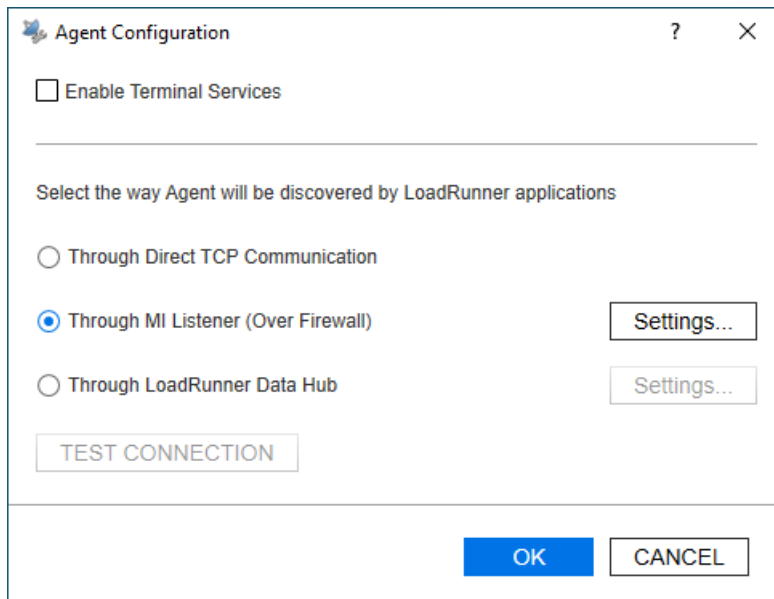 Agent Configuration
?
Enable Terminal Services
Select the way Agent will be discovered by LoadRunner applications
Through Direct TCP Communication
Through MI Listener (Over Firewall)
Settings...
Through LoadRunner Data Hub
Settings...
TEST CONNECTION
OK
CANCEL